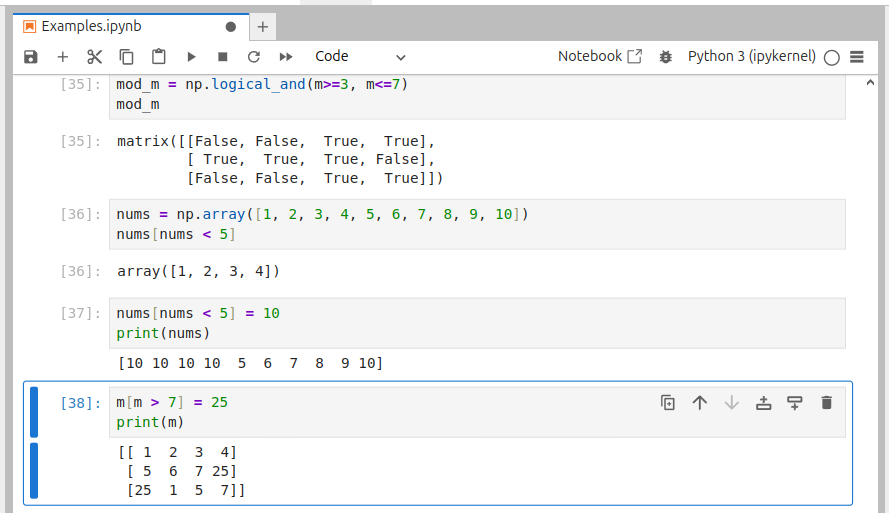 Examples.ipynb
Code
Notebook
Python 3 (ipykernel)
[35]: mod_m = np.logical_and(m>=3, m<=7)
mod_m
[35]: matrix([[False, False,  True,  True],
        [ True,  True,  True, False],
        [False, False,  True,  True]])
[36]: nums = np.array([1, 2, 3, 4, 5, 6, 7, 8, 9, 10])
nums[nums < 5]
[36]: array([1, 2, 3, 4])
[37]: nums[nums < 5] = 10
print(nums)
[10 10 10 10  5  6  7  8  9 10]
[38]: m[m > 7] = 25
print(m)
[[ 1  2  3  4]
 [ 5  6  7 25]
 [25  1  5  7]]